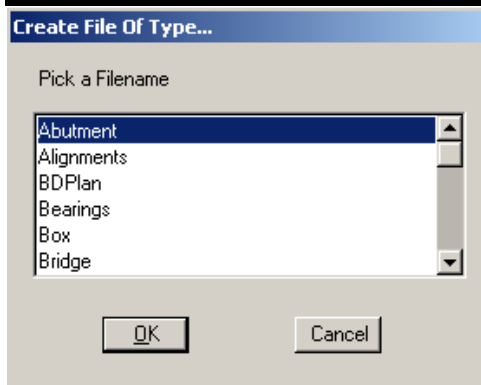 Create File Of Type...
Pick a Filename
Abutment
Alignments
BDPlan
Bearings
Box
Bridge
OK Cancel